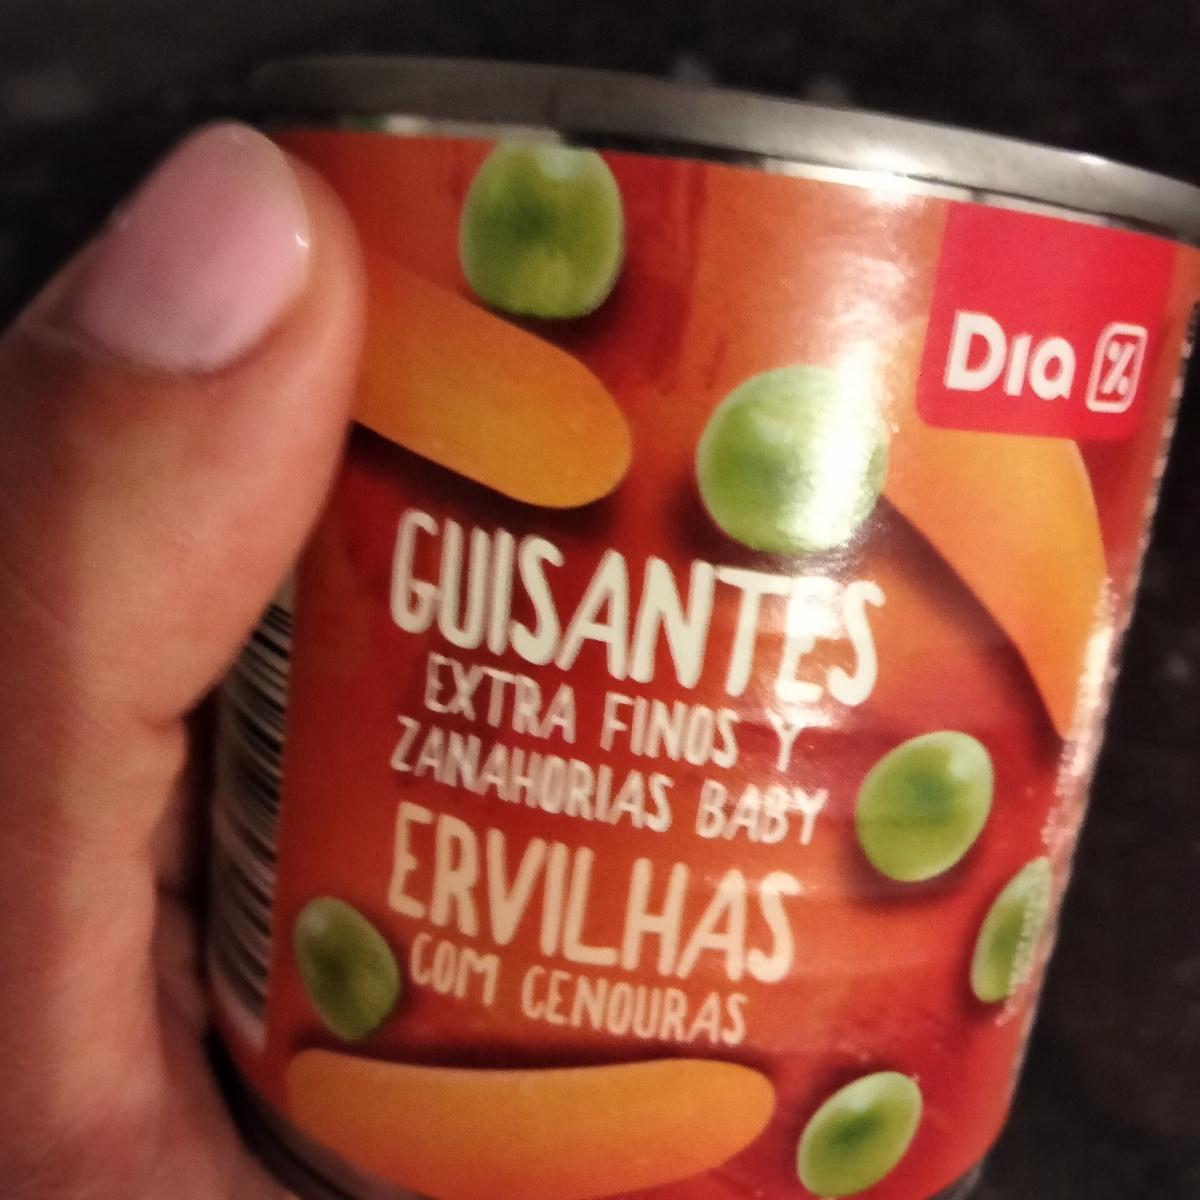 Dia %
GUISANTES
EXTRA FINOS Y
ZANAHORIAS BABY
ERVILHAS
COM CENOURAS